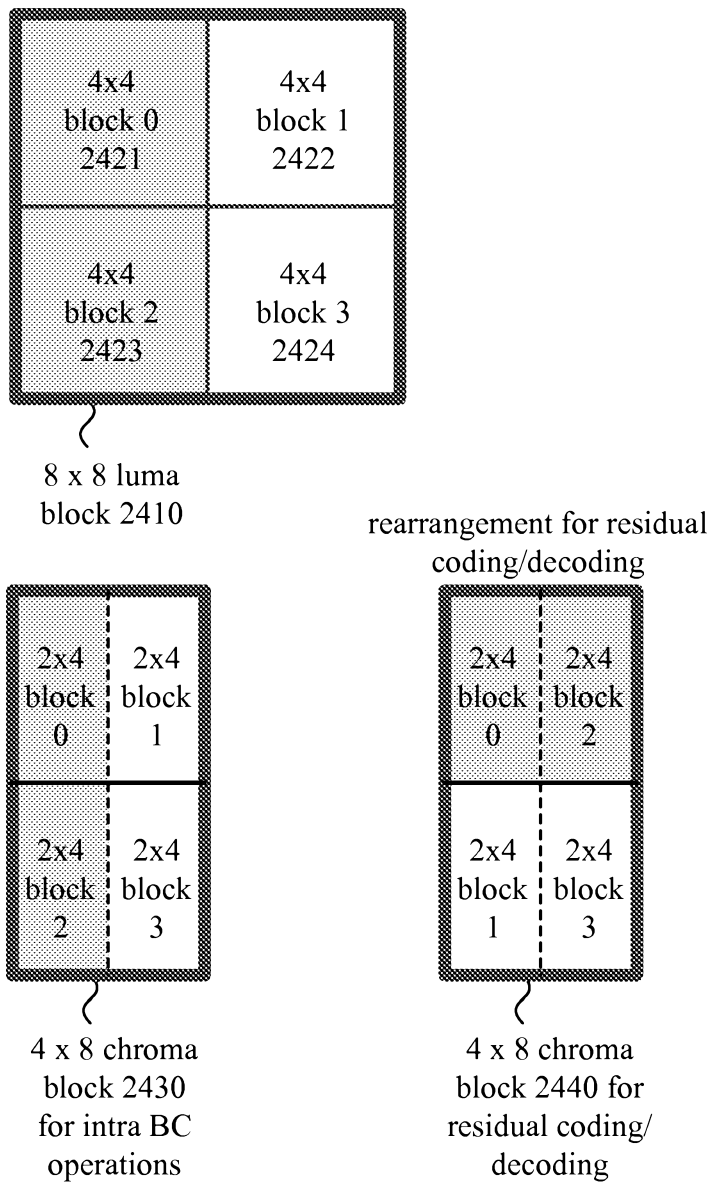 4x4
block 0
2421
4x4
block 1
2422
4x4
block 2
2423
4x4
block 3
2424
8 x 8 luma
block 2410
rearrangement for residual
coding/decoding
2x4
block
0
2x4
block
1
2x4
block
2
2x4
block
3
4 x 8 chroma
block 2430
for intra BC
operations
2x4
block
0
2x4
block
2
2x4
block
1
2x4
block
3
4 x 8 chroma
block 2440 for
residual coding/
decoding